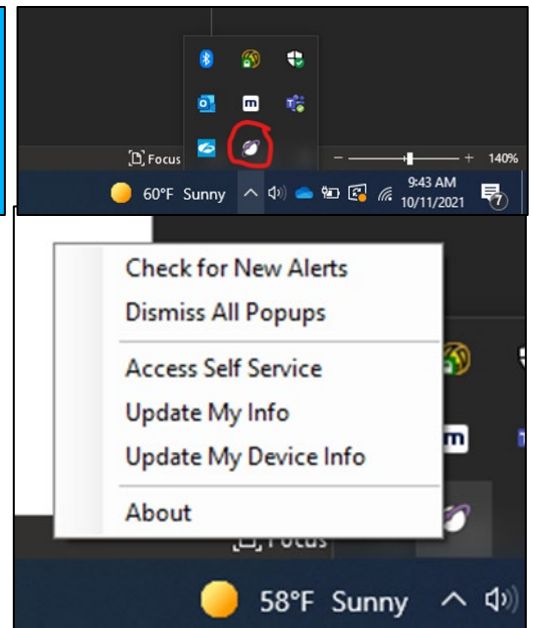 Focus
140%
60°F Sunny
9:43 AM
10/11/2021
7
Check for New Alerts
Dismiss All Popups
Access Self Service
Update My Info
Update My Device Info
About
Focus
58°F Sunny